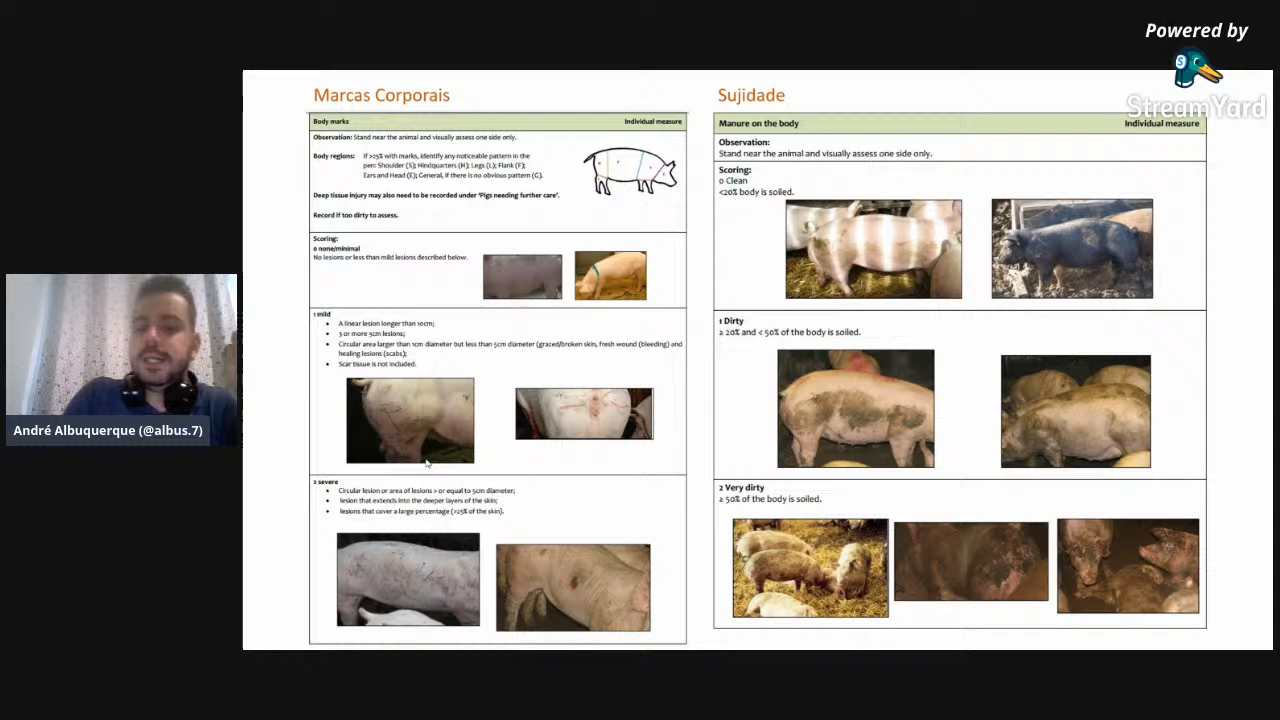 Powered by
StreamYard
Marcas Corporais
Body marks Individual measure
Observation: Stand near the animal and visually assess one side only.
Body regions: If >25% with marks, identify any noticeable pattern in the
pen: Shoulder (S); Hindquarters (H); Legs (L); Flank (F);
Ears and Head (E); General, if there is no obvious pattern (G).
Deep tissue injury may also need to be recorded under 'Pigs needing further care'.
Record if too dirty to assess.
Scoring:
0 none/minimal
No lesions or less than mild lesions described below.
1 mild
• A linear lesion longer than 10cm;
• 3 or more 3cm lesions;
• Circular area larger than 1cm diameter but less than 5cm diameter (grazed/broken skin, fresh wound (bleeding) and
healing lesions (scabs);
• Scar tissue is not included.
2 severe
• Circular lesion or area of lesions > or equal to 5cm diameter;
• lesion that extends into the deeper layers of the skin;
• lesions that cover a large percentage (>25% of the skin).
Sujidade
Manure on the body Individual measure
Observation:
Stand near the animal and visually assess one side only.
Scoring:
0 Clean
<20% body is soiled.
1 Dirty
≥ 20% and < 50% of the body is soiled.
2 Very dirty
≥ 50% of the body is soiled.
André Albuquerque (@albus.7)